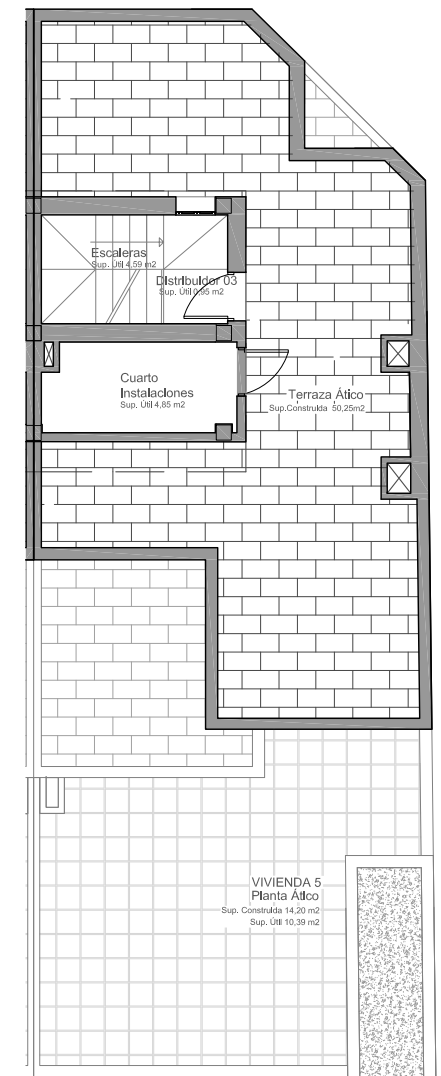 Escaleras
Sup. Útil 4,59 m2
Distribuidor 03
Sup. Útil 0,95 m2
Cuarto
Instalaciones
Sup. Útil 4,85 m2
Terraza Ático
Sup.Construida 50,25m2
VIVIENDA 5
Planta Ático
Sup. Construida 14,20 m2
Sup. Útil 10,39 m2